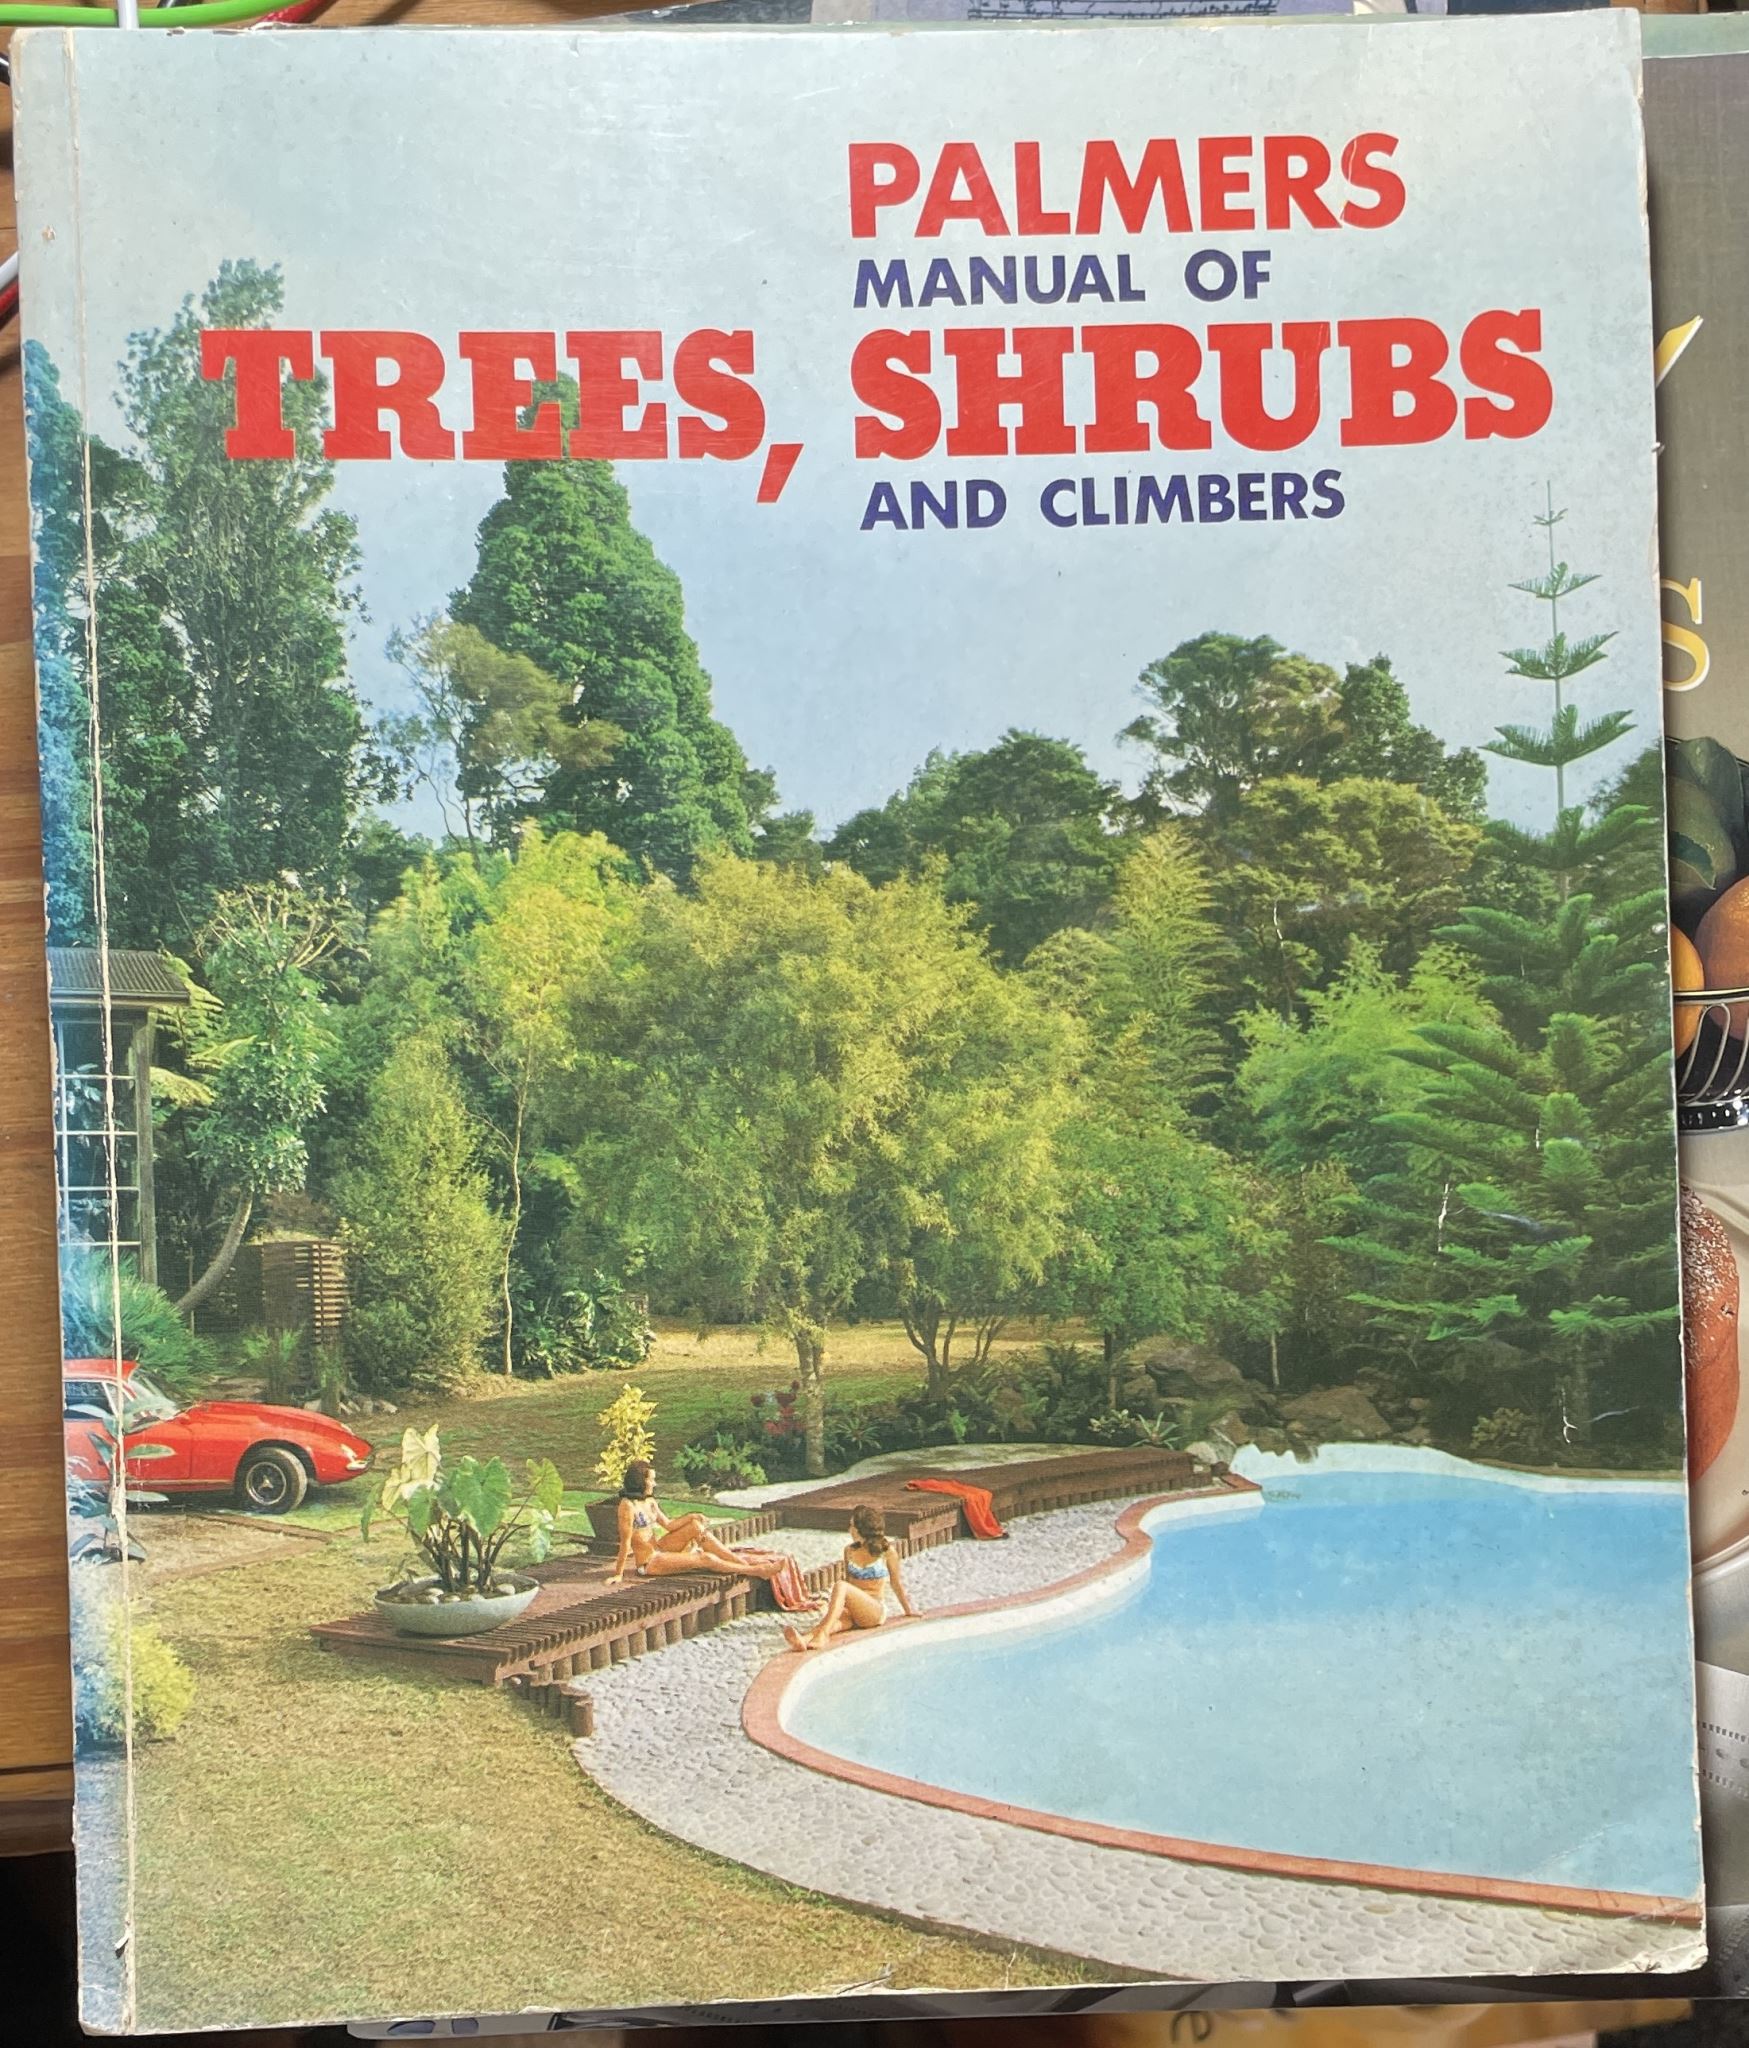 PALMERS
MANUAL OF
TREES, SHRUBS
AND CLIMBERS